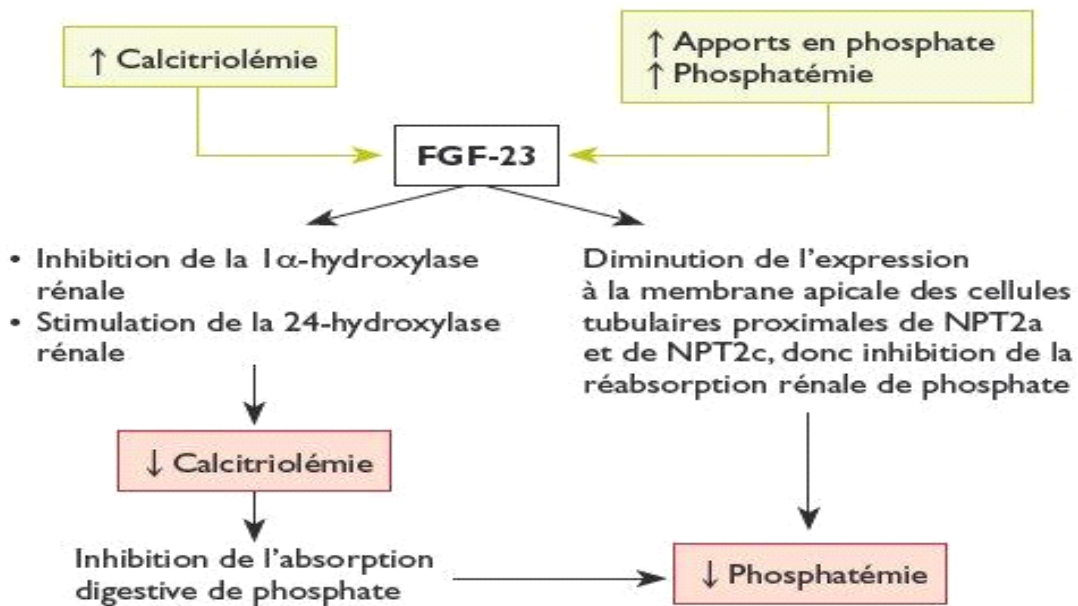 ↑ Calcitriolémie
↑ Apports en phosphate
↑ Phosphatémie
FGF-23
• Inhibition de la 1α-hydroxylase
rénale
• Stimulation de la 24-hydroxylase
rénale
Diminution de l’expression
à la membrane apicale des cellules
tubulaires proximales de NPT2a
et de NPT2c, donc inhibition de la
réabsorption rénale de phosphate
↓ Calcitriolémie
Inhibition de l’absorption
digestive de phosphate
↓ Phosphatémie